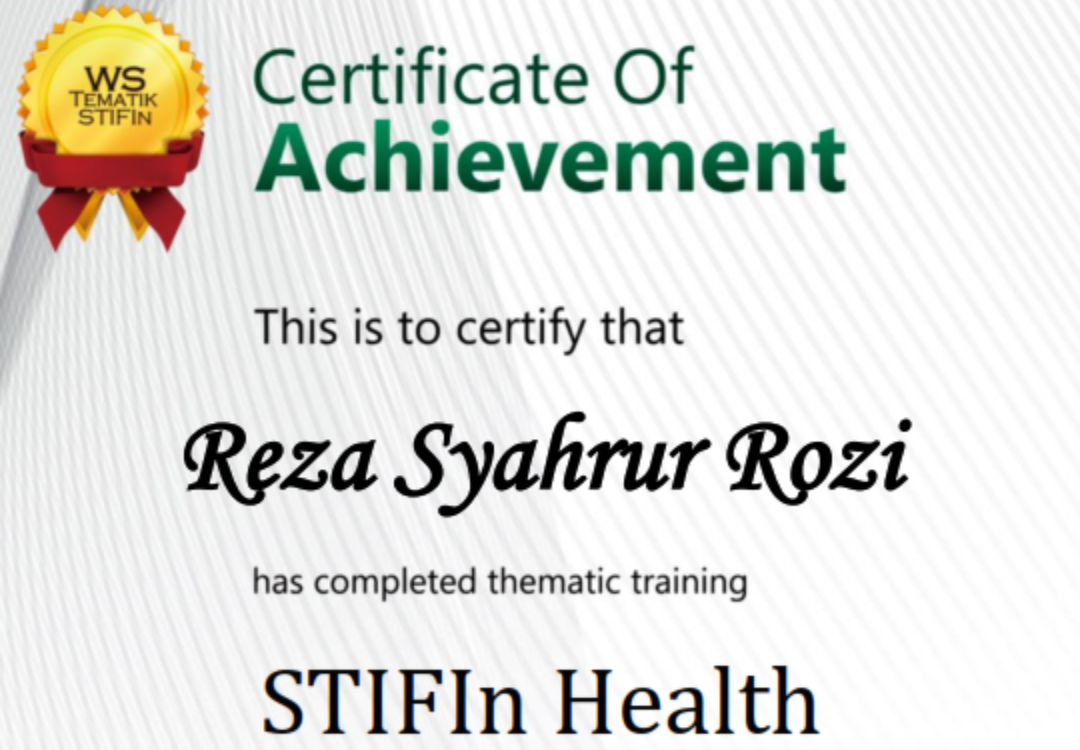 WS
TEMATIK
STIFIN
Certificate Of
Achievement
This is to certify that
Reza Syahrur Rozi
has completed thematic training
STIFIn Health